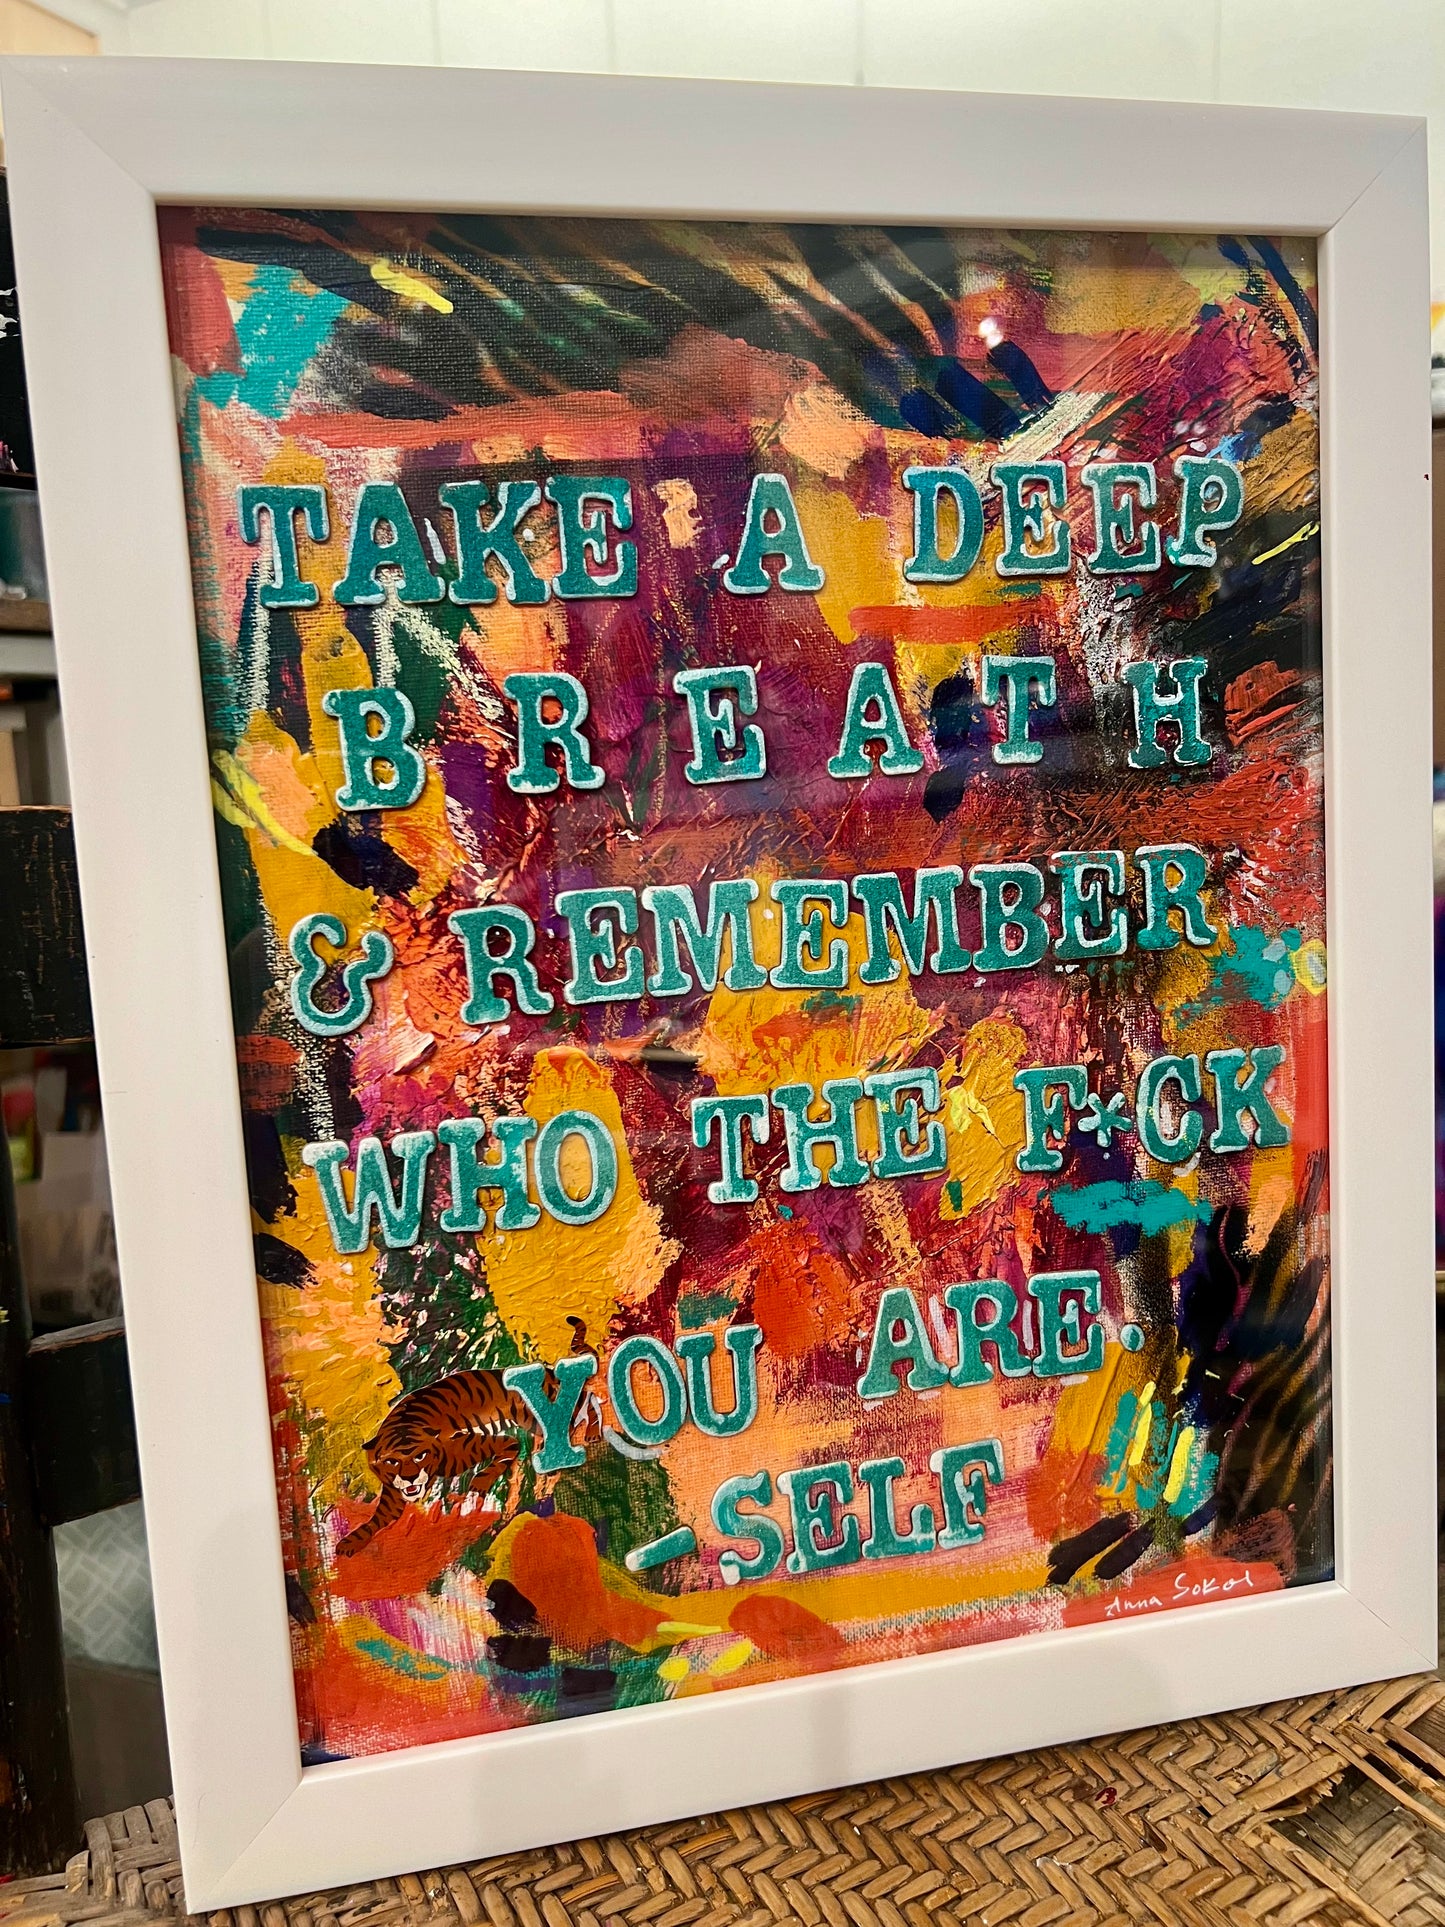 TAKE A DEEP
BREATH
& REMEMBER
WHO THE F*CK
YOU ARE.
-SELF
Anna Sokol